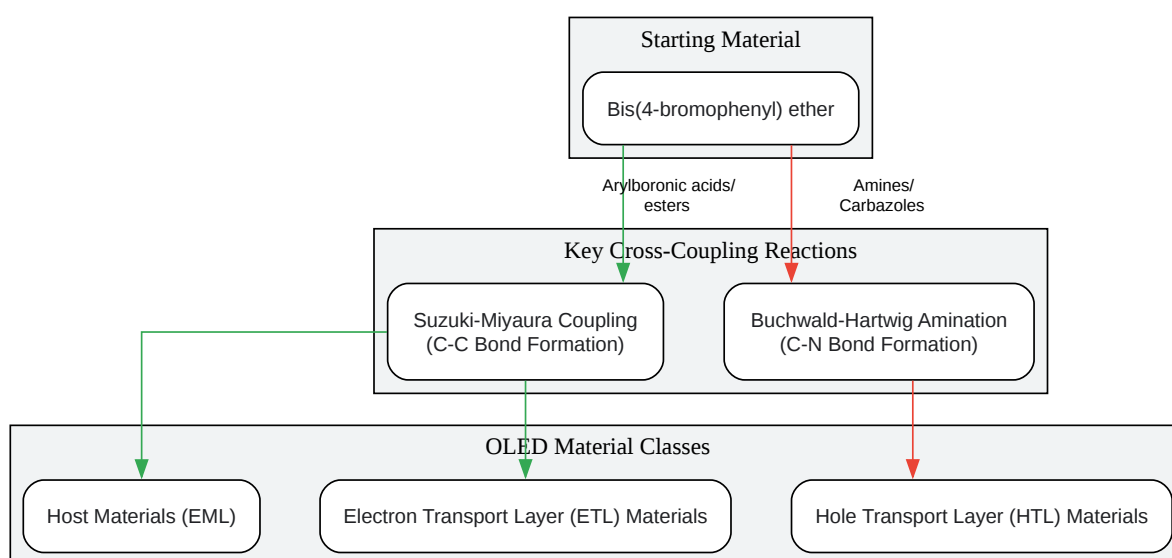 Starting Material
Bis(4-bromophenyl) ether
Arylboronic acids/
esters
Amines/
Carbazoles
Key Cross-Coupling Reactions
Suzuki-Miyaura Coupling
(C-C Bond Formation)
Buchwald-Hartwig Amination
(C-N Bond Formation)
OLED Material Classes
Host Materials (EML)
Electron Transport Layer (ETL) Materials
Hole Transport Layer (HTL) Materials